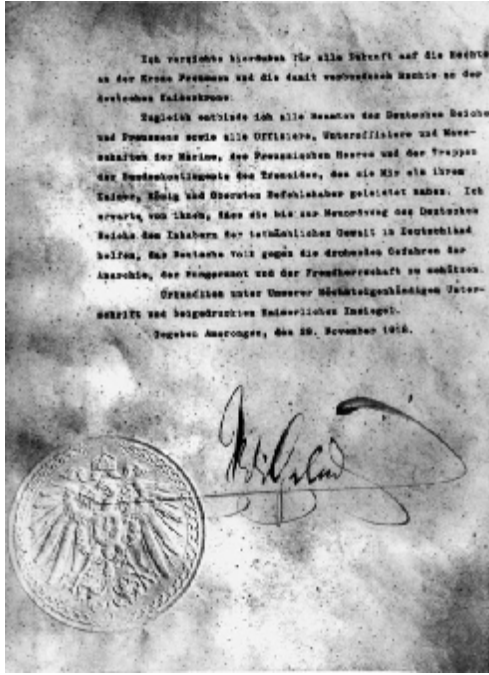 Ich verzichte hierdurch für alle Zukunft auf die Rechte
an der Krone Preussens und die damit verbundenen Rechte an der
deutschen Kaiserkrone.
Zugleich entbinde ich alle Beamten des Deutschen Reiches
und Preussens sowie alle Offiziere, Unteroffiziere und Mann-
schaften der Marine, des Preussischen Heeres und der Truppen
der Bundeskontingente des Treueides, den sie Mir als ihrem
Kaiser, König und Obersten Befehlshaber geleistet haben. Ich
erwarte von ihnen, dass sie bis zur Neuordnung des Deutschen
Reichs den Inhabern der tatsächlichen Gewalt in Deutschland
helfen, das Deutsche Volk gegen die drohenden Gefahren der
Anarchie, der Hungersnot und der Fremdherrschaft zu schützen.
Urkundlich unter Unserer Höchsteigenhändigen Unter-
schrift und beigedrucktem Kaiserlichen Insiegel.
Gegeben Amerongen, den 28. November 1918.
Wilhelm